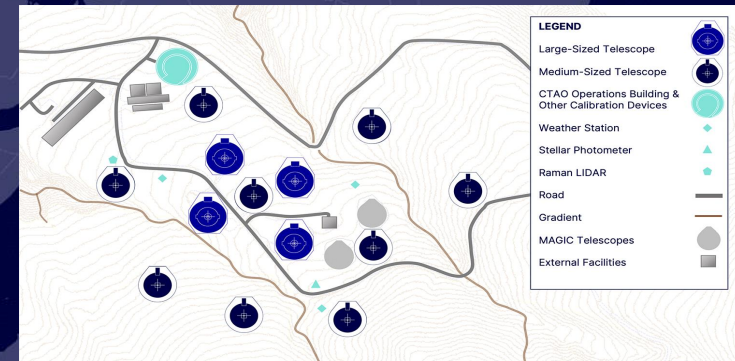 LEGEND
Large-Sized Telescope
Medium-Sized Telescope
CTAO Operations Building &
Other Calibration Devices
Weather Station
Stellar Photometer
Raman LIDAR
Road
Gradient
MAGIC Telescopes
External Facilities